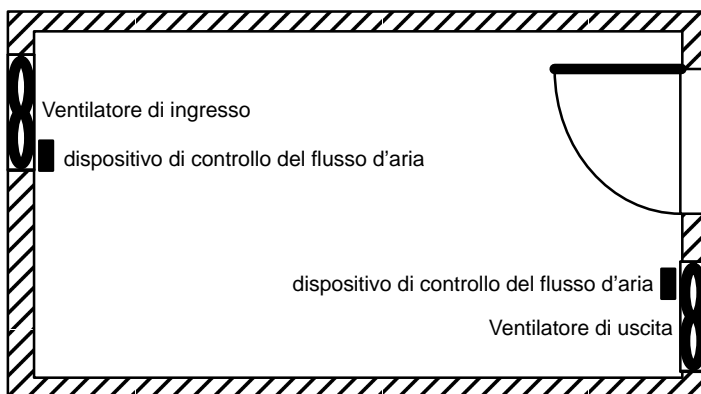 Ventilatore di ingresso
dispositivo di controllo del flusso d'aria
dispositivo di controllo del flusso d'aria
Ventilatore di uscita